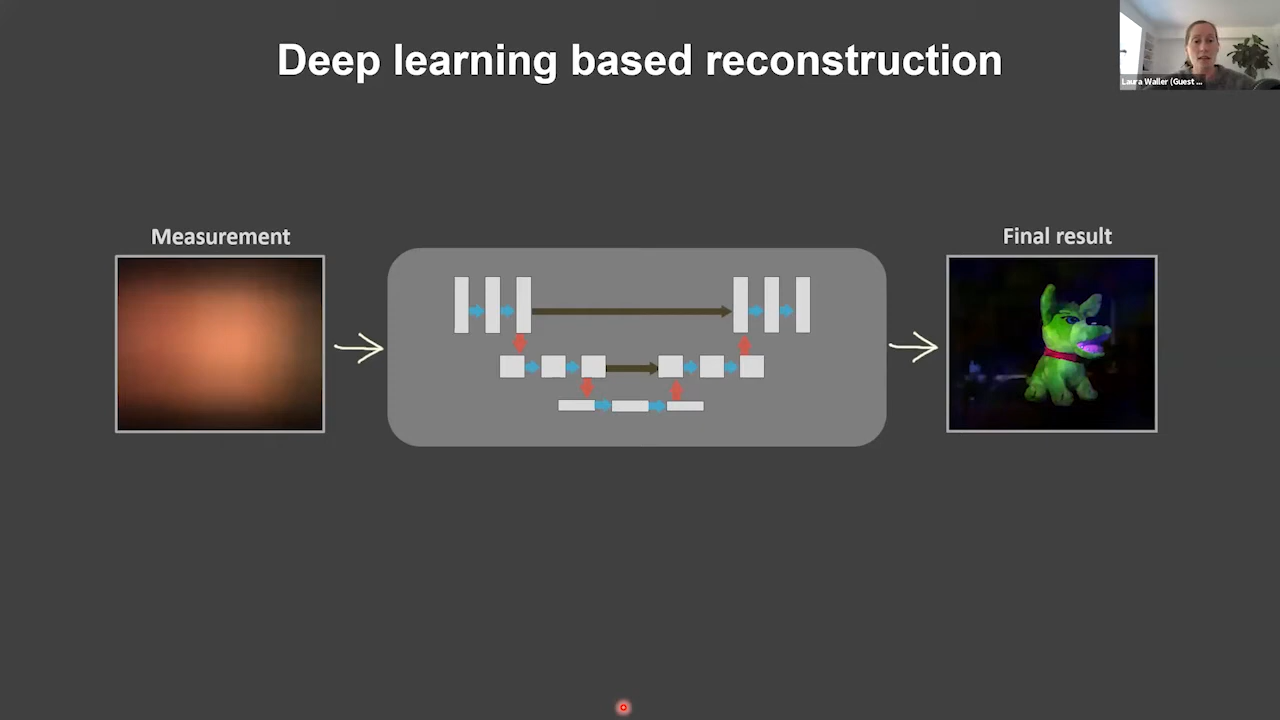 Deep learning based reconstruction
Laura Waller (Guest ...
Measurement
Final result